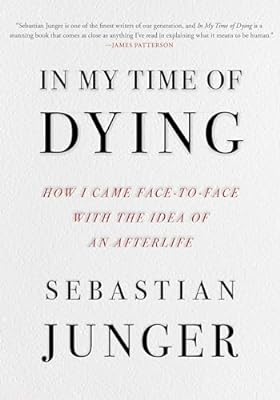 "Sebastian Junger is one of the finest writers of our generation, and In My Time of Dying is a
stunning book that comes as close as anything I've read to explaining what it means to be human."
—JAMES PATTERSON
IN MY TIME OF
DYING
HOW I CAME FACE-TO-FACE
WITH THE IDEA OF
AN AFTERLIFE
SEBASTIAN
JUNGER